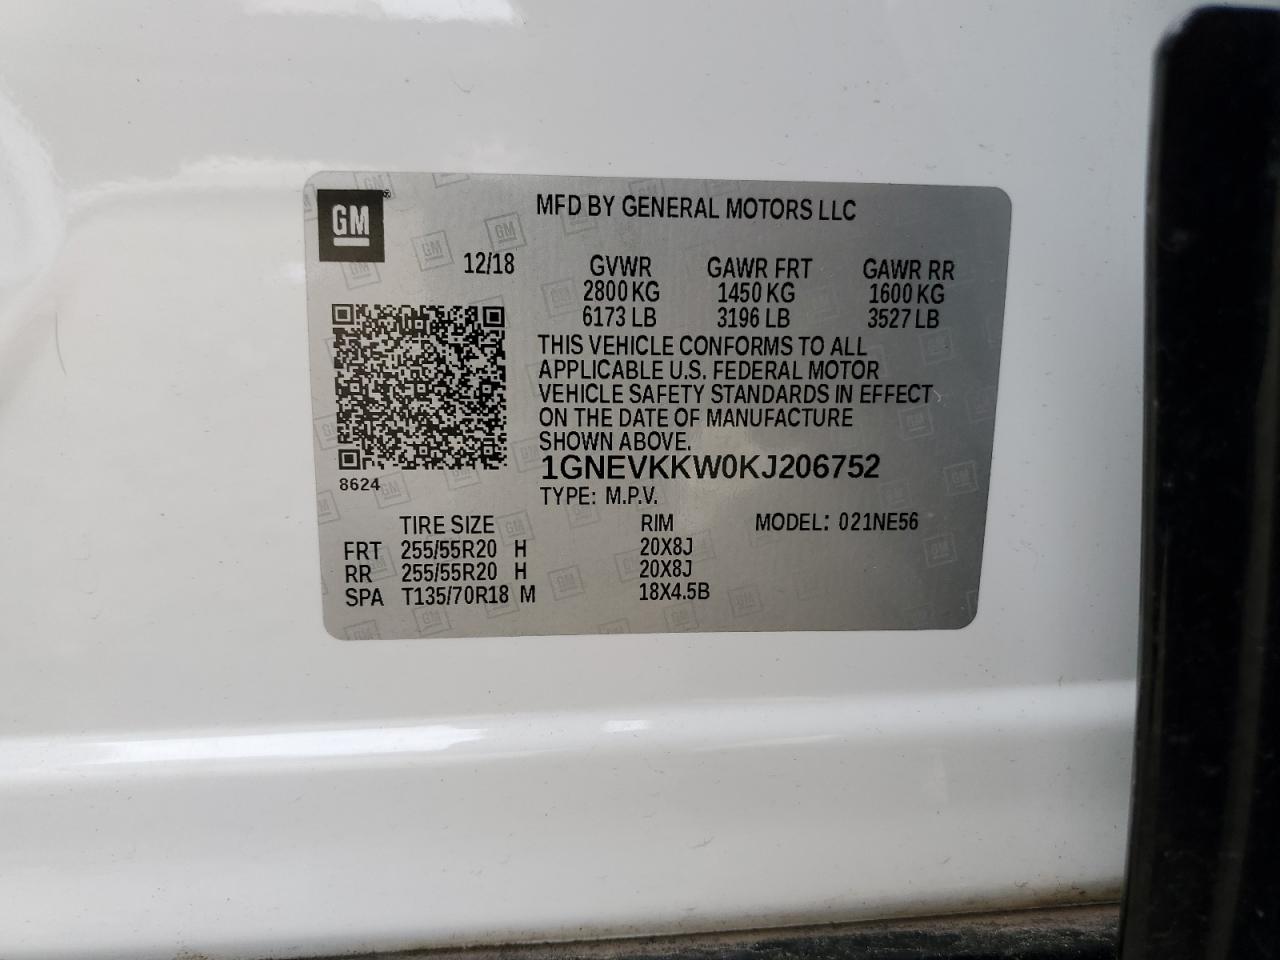 GM
MFD BY GENERAL MOTORS LLC
12/18 GVWR GAWR FRT GAWR RR
2800 KG 1450 KG 1600 KG
6173 LB 3196 LB 3527 LB
THIS VEHICLE CONFORMS TO ALL
APPLICABLE U.S. FEDERAL MOTOR
VEHICLE SAFETY STANDARDS IN EFFECT
ON THE DATE OF MANUFACTURE
SHOWN ABOVE.
1GNEVKKW0KJ206752
8624
TYPE: M.P.V.
TIRE SIZE RIM MODEL: 021NE56
FRT 255/55R20 H 20X8J
RR 255/55R20 H 20X8J
SPA T135/70R18 M 18X4.5B